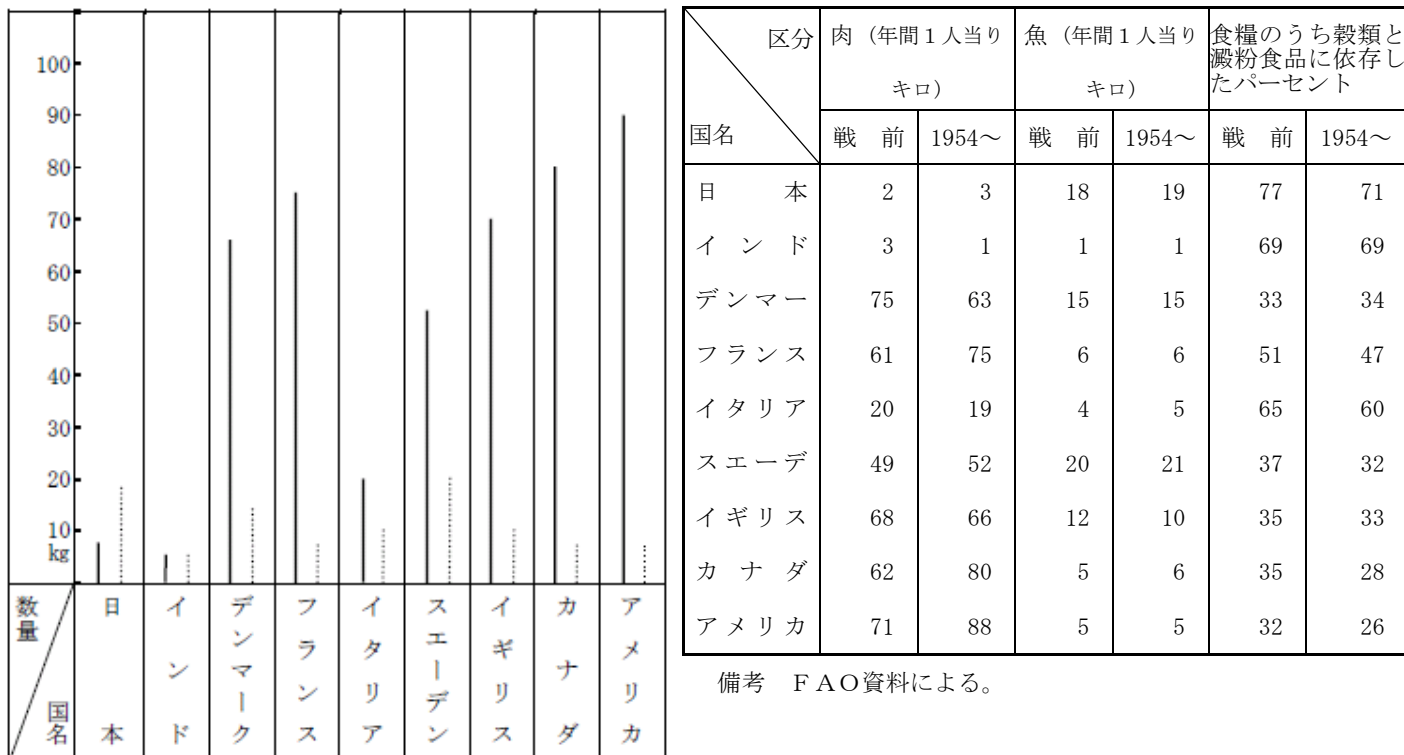 100
90
80
70
60
50
40
30
20
10
kg
数量
国名
日本
インド
デンマーク
フランス
イタリア
スエーデン
イギリス
カナダ
アメリカ
区分
国名
肉（年間１人当りキロ）
魚（年間１人当りキロ）
食糧のうち穀類と
澱粉食品に依存し
たパーセント
戦前 1954～ 戦前 1954～ 戦前 1954～
日本 2 3 18 19 77 71
インド 3 1 1 1 69 69
デンマー 75 63 15 15 33 34
フランス 61 75 6 6 51 47
イタリア 20 19 4 5 65 60
スエーデ 49 52 20 21 37 32
イギリス 68 66 12 10 35 33
カナダ 62 80 5 6 35 28
アメリカ 71 88 5 5 32 26
備考　ＦＡＯ資料による。